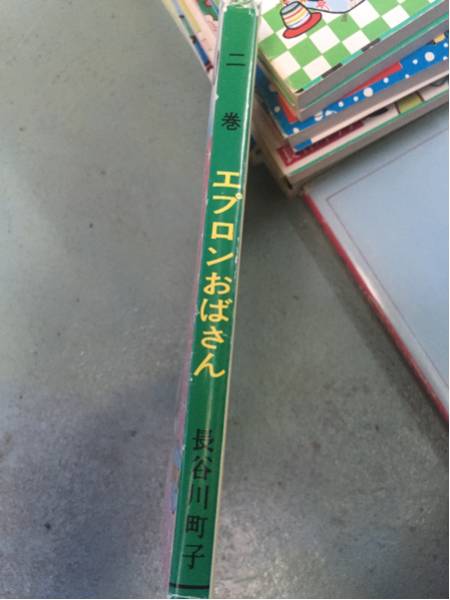 二巻
エプロンおばさん
長谷川町子